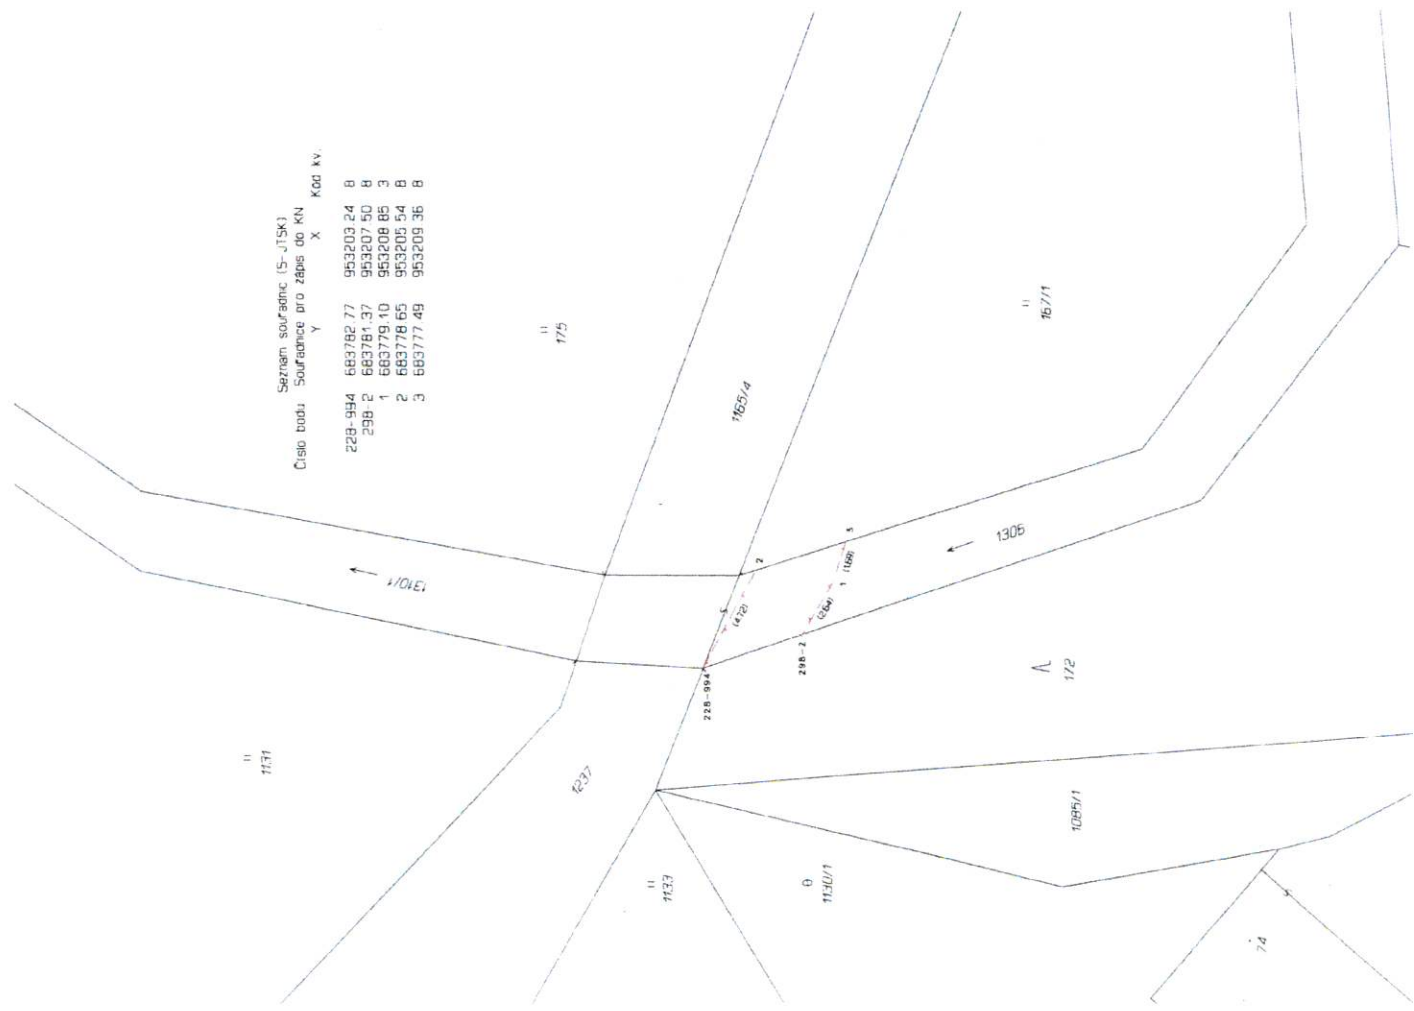 Seznam souřadnic (S-JTSK)
Číslo bodu Souřadnice pro zápis do KN
Y X Kód kv.
228-994 683782.77 953203.24 8
298-2 683781.37 953207.50 8
1 683779.10 953208.85 3
2 683778.65 953205.54 8
3 683777.49 953209.36 8
175
167/1
1165/4
1310/1
1306
2
3
(4.72)
1 (1.69)
(2.64)
298-2
228-994
172
1131
1237
1085/1
1133
1130/1
74